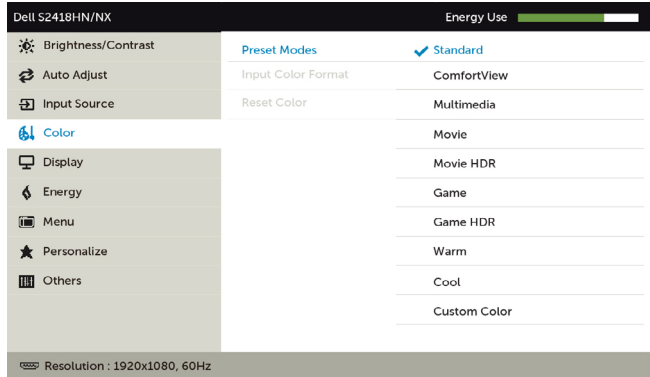 Dell S2418HN/NX
Energy Use
Brightness/Contrast
Auto Adjust
Input Source
Color
Display
Energy
Menu
Personalize
Others
Preset Modes
Input Color Format
Reset Color
Standard
ComfortView
Multimedia
Movie
Movie HDR
Game
Game HDR
Warm
Cool
Custom Color
Resolution : 1920x1080, 60Hz